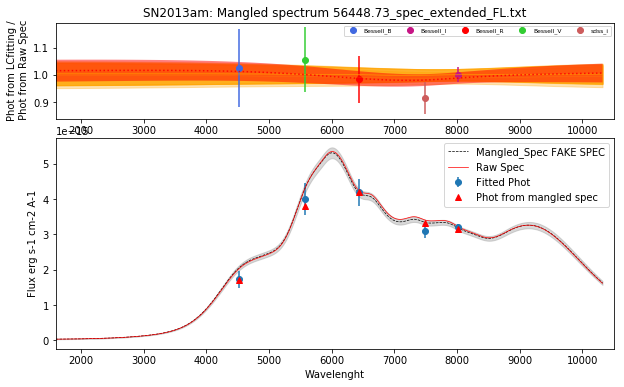 SN2013am: Mangled spectrum 56448.73_spec_extended_FL.txt
Phot from LCfitting /
Phot from Raw Spec
1.1
1.0
0.9
Bessell_B
Bessell_I
Bessell_R
Bessell_V
sdss_i
2000 3000 4000 5000 6000 7000 8000 9000 10000
Flux erg s-1 cm-2 A-1
5
4
3
2
1
0
Mangled_Spec FAKE SPEC
Raw Spec
Fitted Phot
Phot from mangled spec
2000 3000 4000 5000 6000 7000 8000 9000 10000
Wavelenght